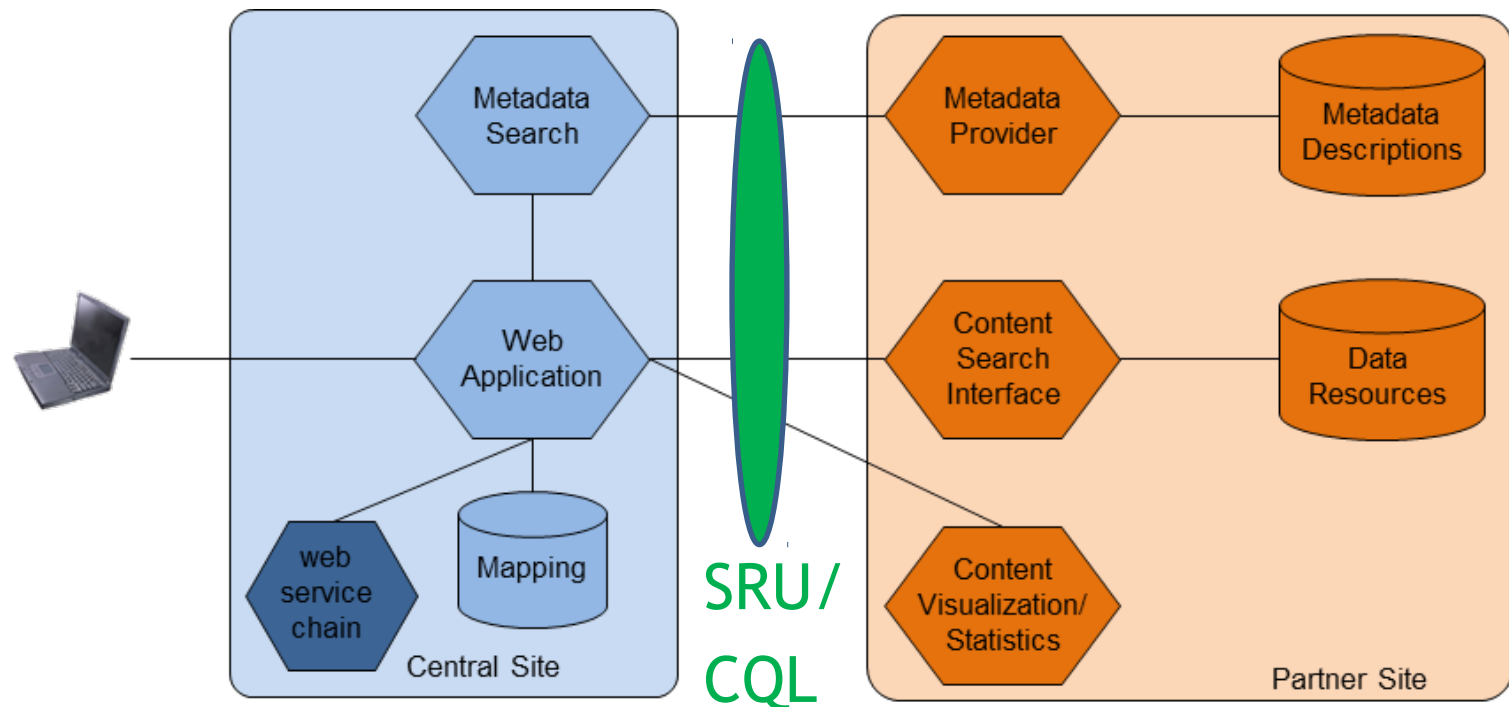 Metadata
Search
Metadata
Provider
Metadata
Descriptions
Web
Application
Content
Search
Interface
Data
Resources
web
service
chain
Mapping
Central Site
SRU/
CQL
Content
Visualization/
Statistics
Partner Site